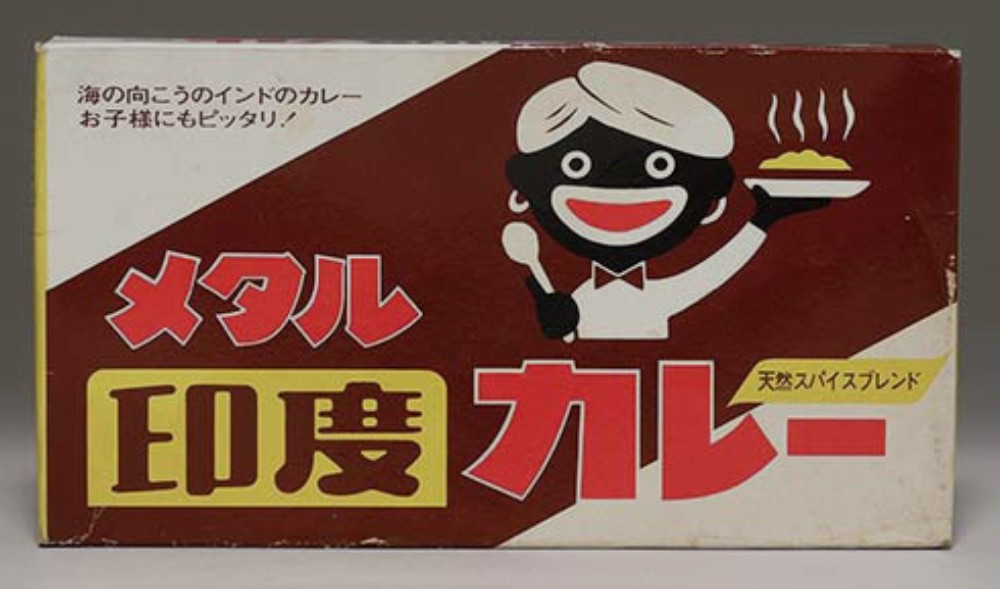 海の向こうのインドのカレー
お子様にもピッタリ!
メタル
印度カレー
天然スパイスブレンド